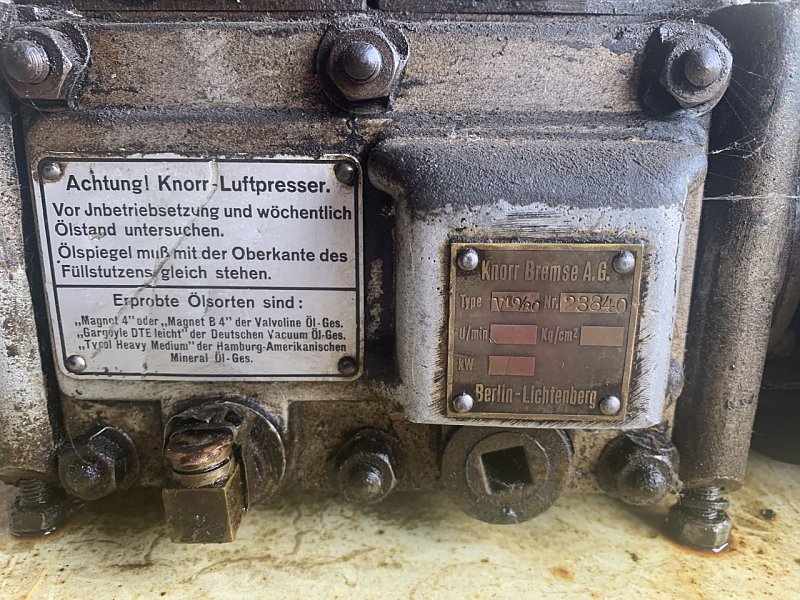 Achtung! Knorr-Luftpresser.
Vor Jnbetriebsetzung und wöchentlich
Ölstand untersuchen.
Ölspiegel muß mit der Oberkante des
Füllstutzens gleich stehen.
Erprobte Ölsorten sind:
„Magnet 4" oder „Magnet B 4" der Valvoline Öl-Ges.
„Gargoyle DTE leicht" der Deutschen Vacuum Öl-Ges.
„Tycol Heavy Medium" der Hamburg-Amerikanischen
Mineral Öl-Ges.
Knorr Bremse A.G.
Type Nr. 23840
U/min Kg/cm²
kW
Berlin-Lichtenberg